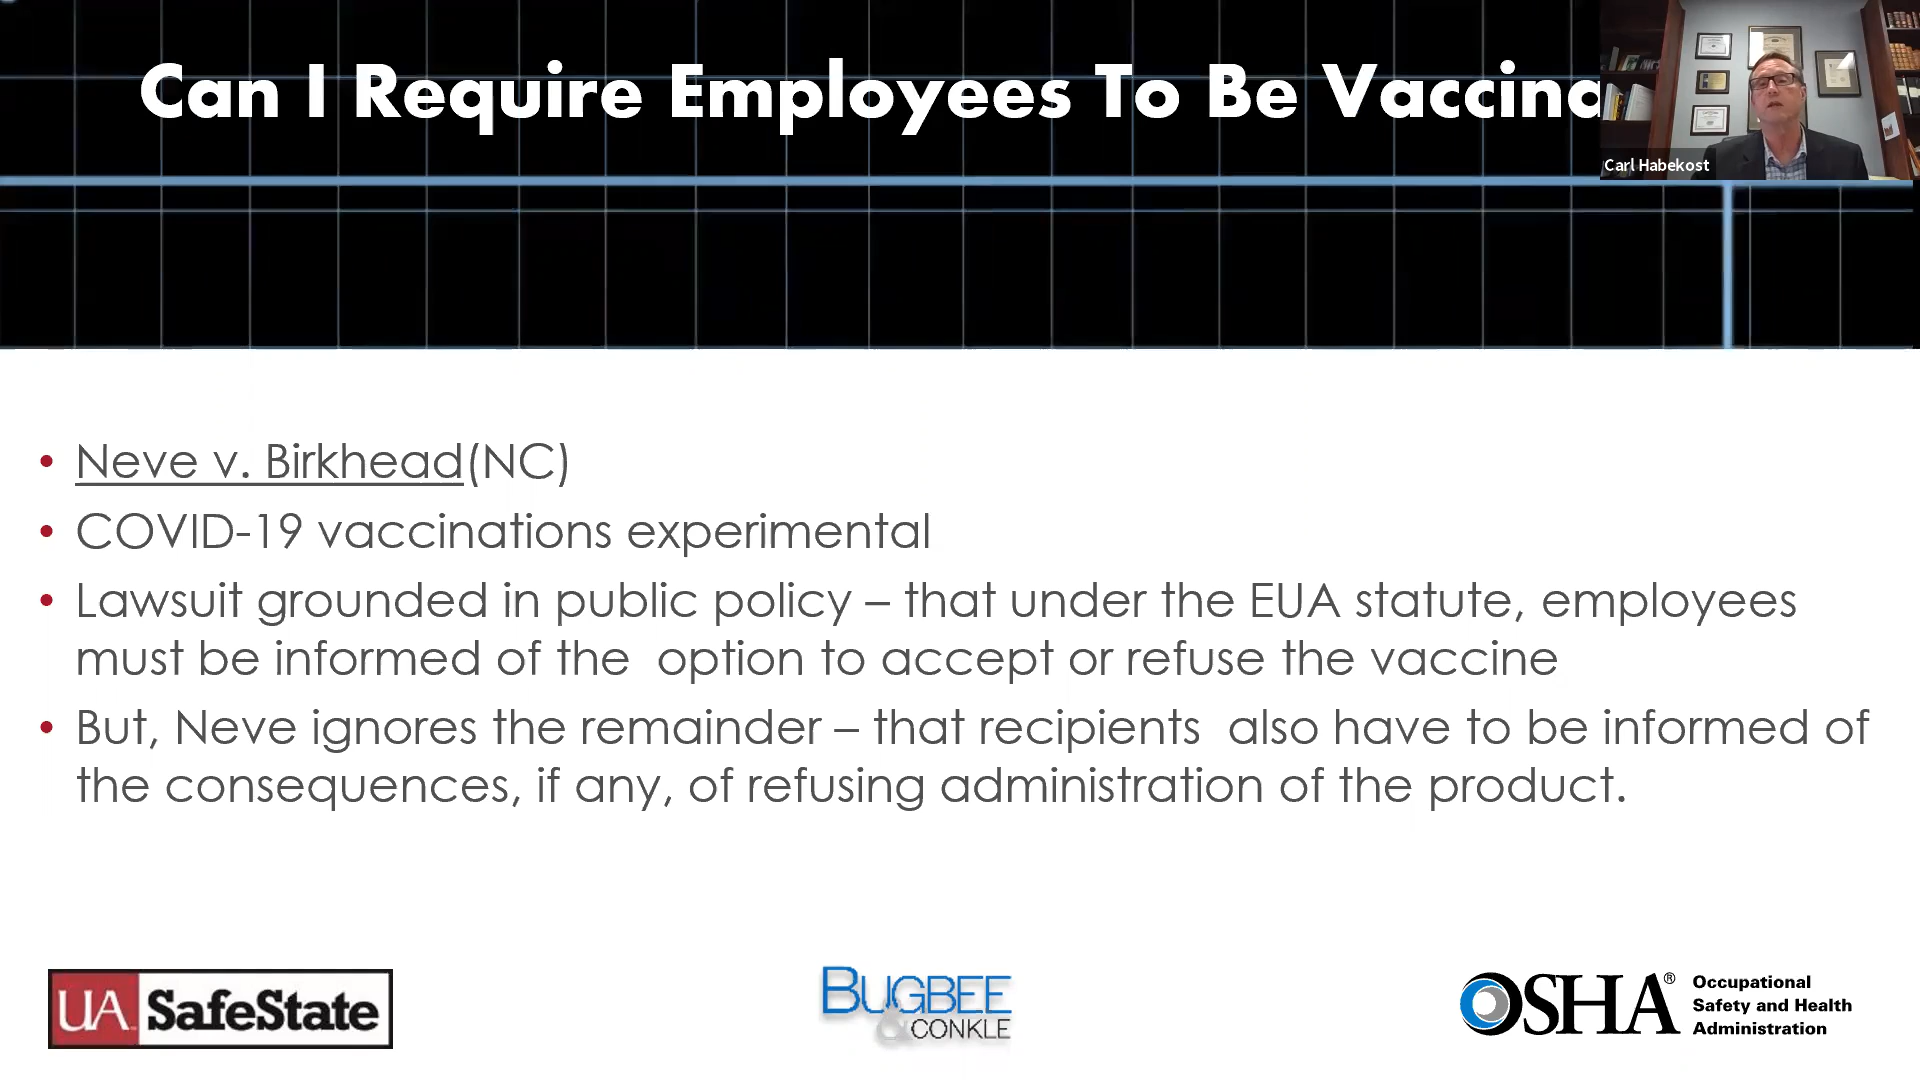 Can I Require Employees To Be Vaccina
Carl Habekost
• Neve v. Birkhead(NC)
• COVID-19 vaccinations experimental
• Lawsuit grounded in public policy – that under the EUA statute, employees
must be informed of the  option to accept or refuse the vaccine
• But, Neve ignores the remainder – that recipients  also have to be informed of
the consequences, if any, of refusing administration of the product.
UA SafeState
BUGBEE
& CONKLE
OSHA®
Occupational
Safety and Health
Administration